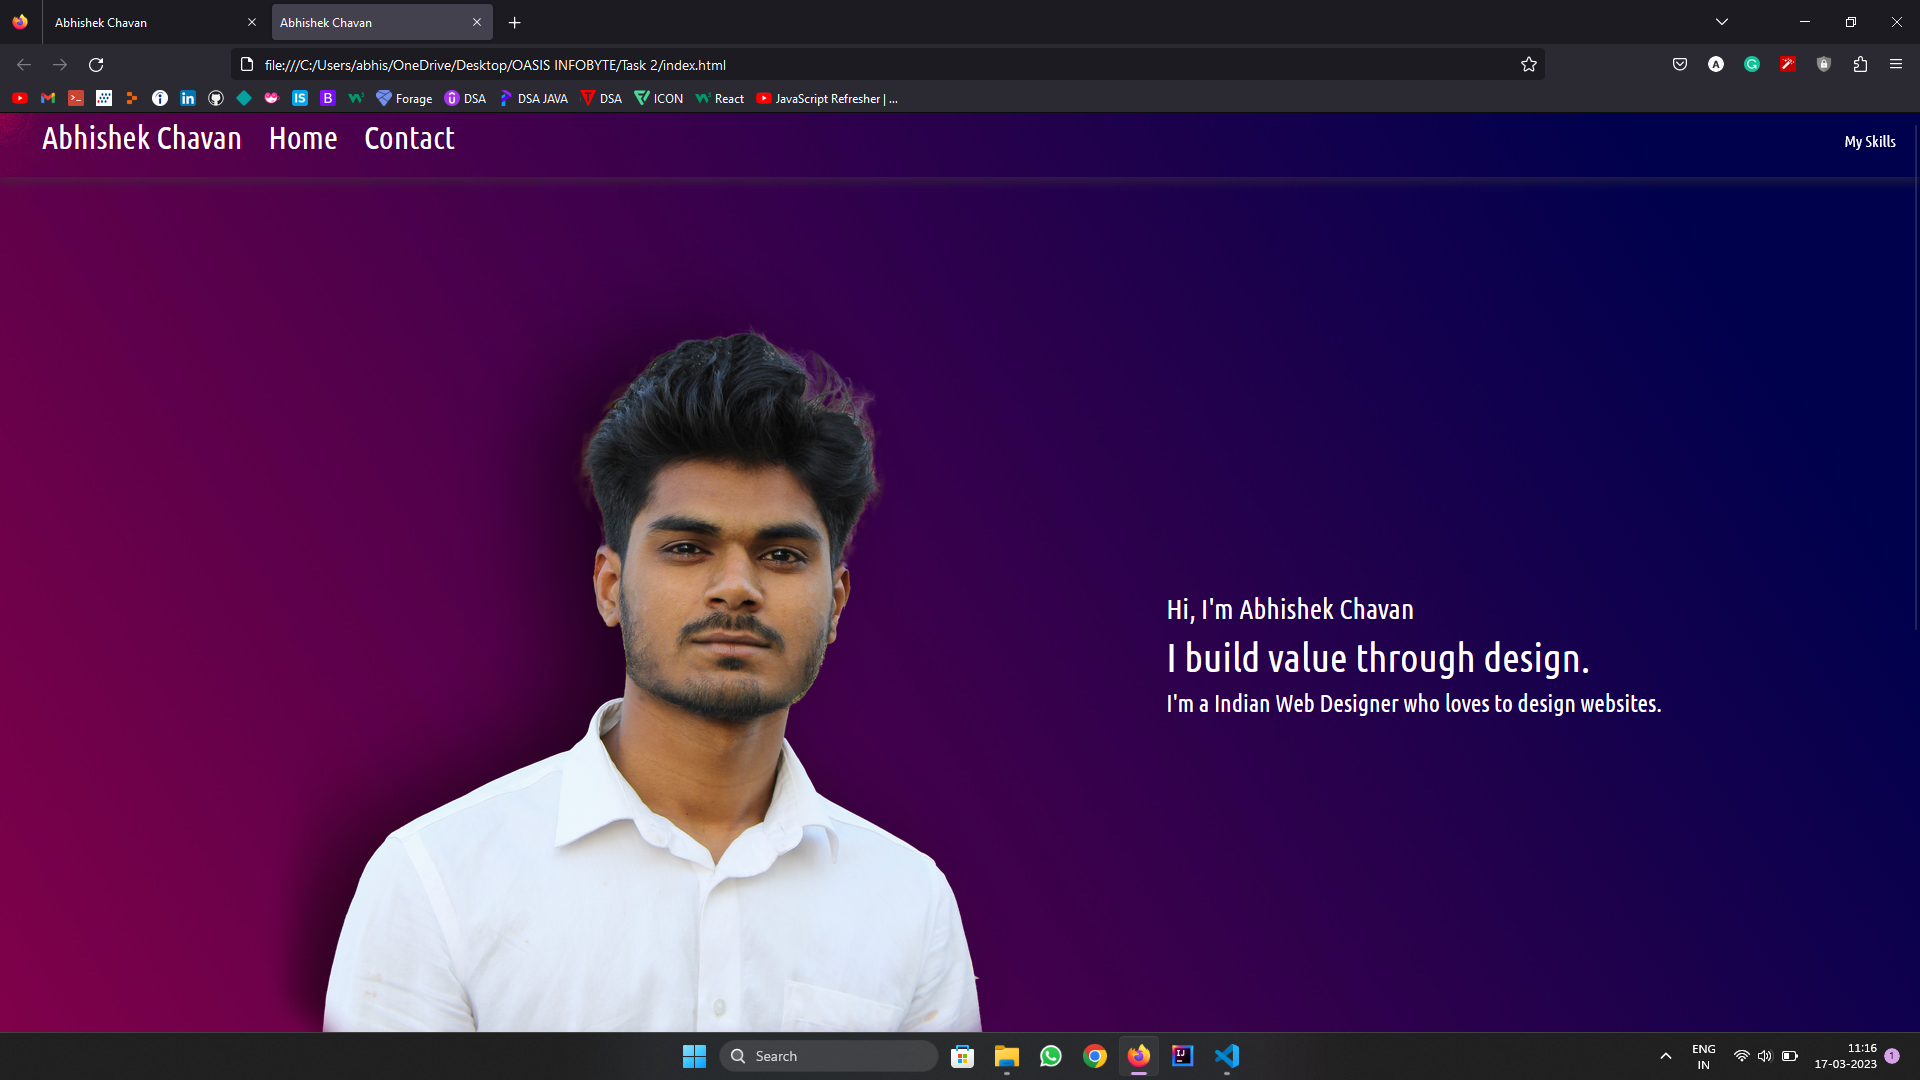 Abhishek Chavan
Abhishek Chavan
file:///C:/Users/abhis/OneDrive/Desktop/OASIS INFOBYTE/Task 2/index.html
Forage DSA DSA JAVA DSA ICON React JavaScript Refresher | ...
Abhishek Chavan Home Contact My Skills
Hi, I'm Abhishek Chavan
I build value through design.
I'm a Indian Web Designer who loves to design websites.
Search
ENG
IN
11:16
17-03-2023
1